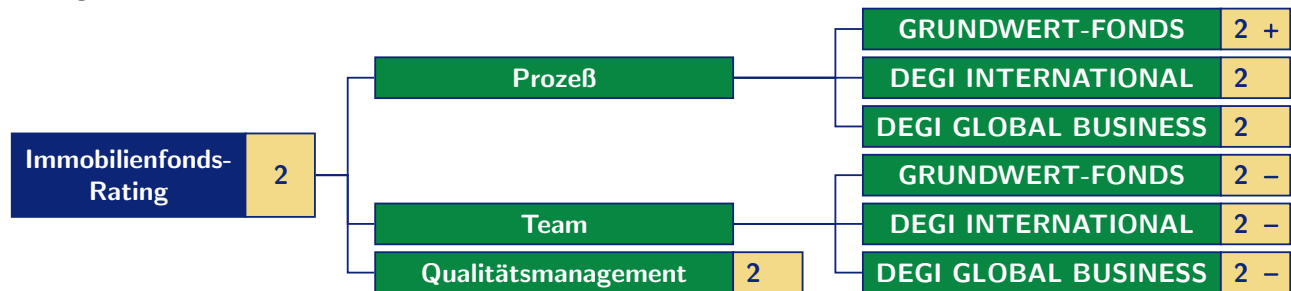 GRUNDWERT-FONDS 2 +
Prozeß DEGI INTERNATIONAL 2
DEGI GLOBAL BUSINESS 2
Immobilienfonds-
Rating 2
GRUNDWERT-FONDS 2 –
Team DEGI INTERNATIONAL 2 –
Qualitätsmanagement 2 DEGI GLOBAL BUSINESS 2 –